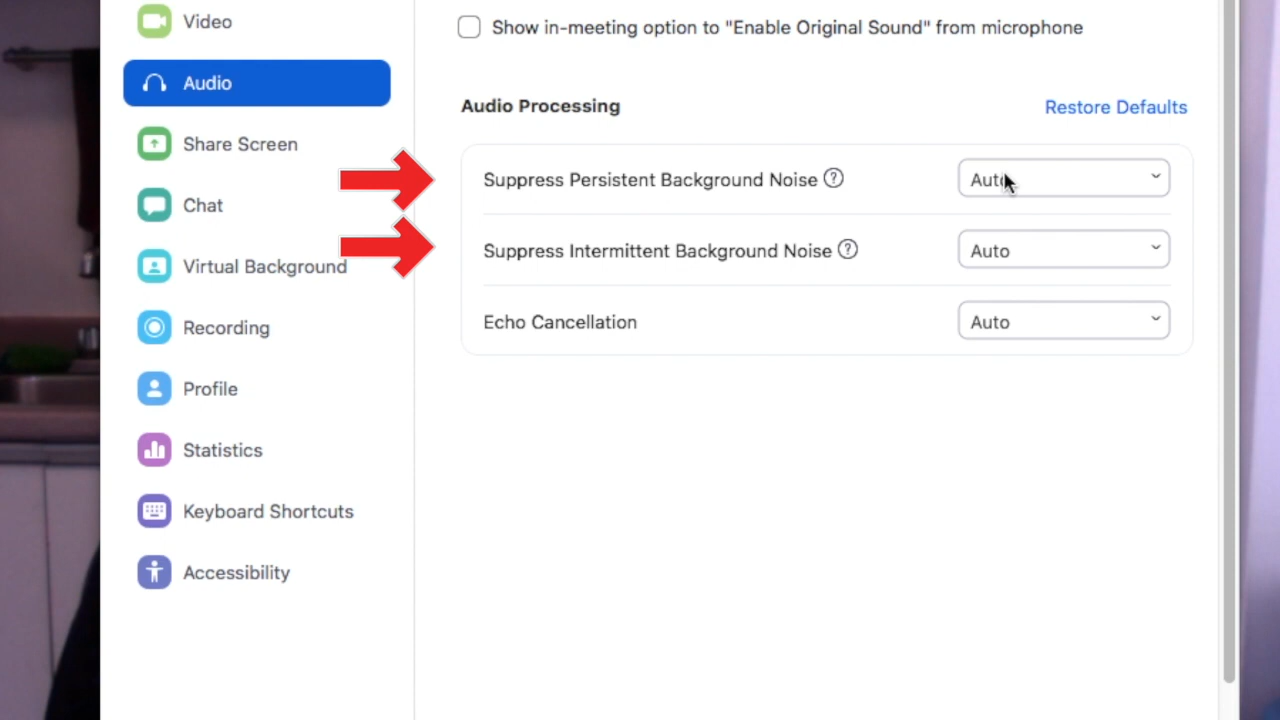 Video
Audio
Share Screen
Chat
Virtual Background
Recording
Profile
Statistics
Keyboard Shortcuts
Accessibility
Show in-meeting option to "Enable Original Sound" from microphone
Audio Processing
Restore Defaults
Suppress Persistent Background Noise ?
Auto
Suppress Intermittent Background Noise ?
Auto
Echo Cancellation
Auto